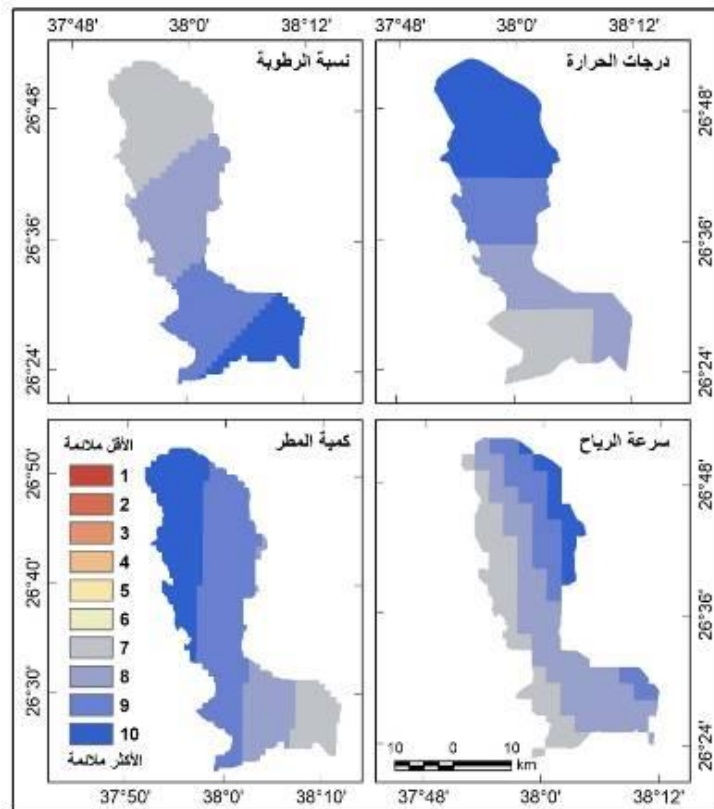 37°48' 38°0' 38°12'
37°48' 38°0' 38°12'
نسبة الرطوبة
درجات الحرارة
26°48'
26°36'
26°24'
26°48'
26°36'
26°24'
كمية المطر
سرعة الرياح
الأقل ملائمة
1
2
3
4
5
6
7
8
9
10
الأكثر ملائمة
26°50'
26°40'
26°30'
26°48'
26°36'
26°24'
10 0 10
km
37°50' 38°0' 38°10'
37°48' 38°0' 38°12'